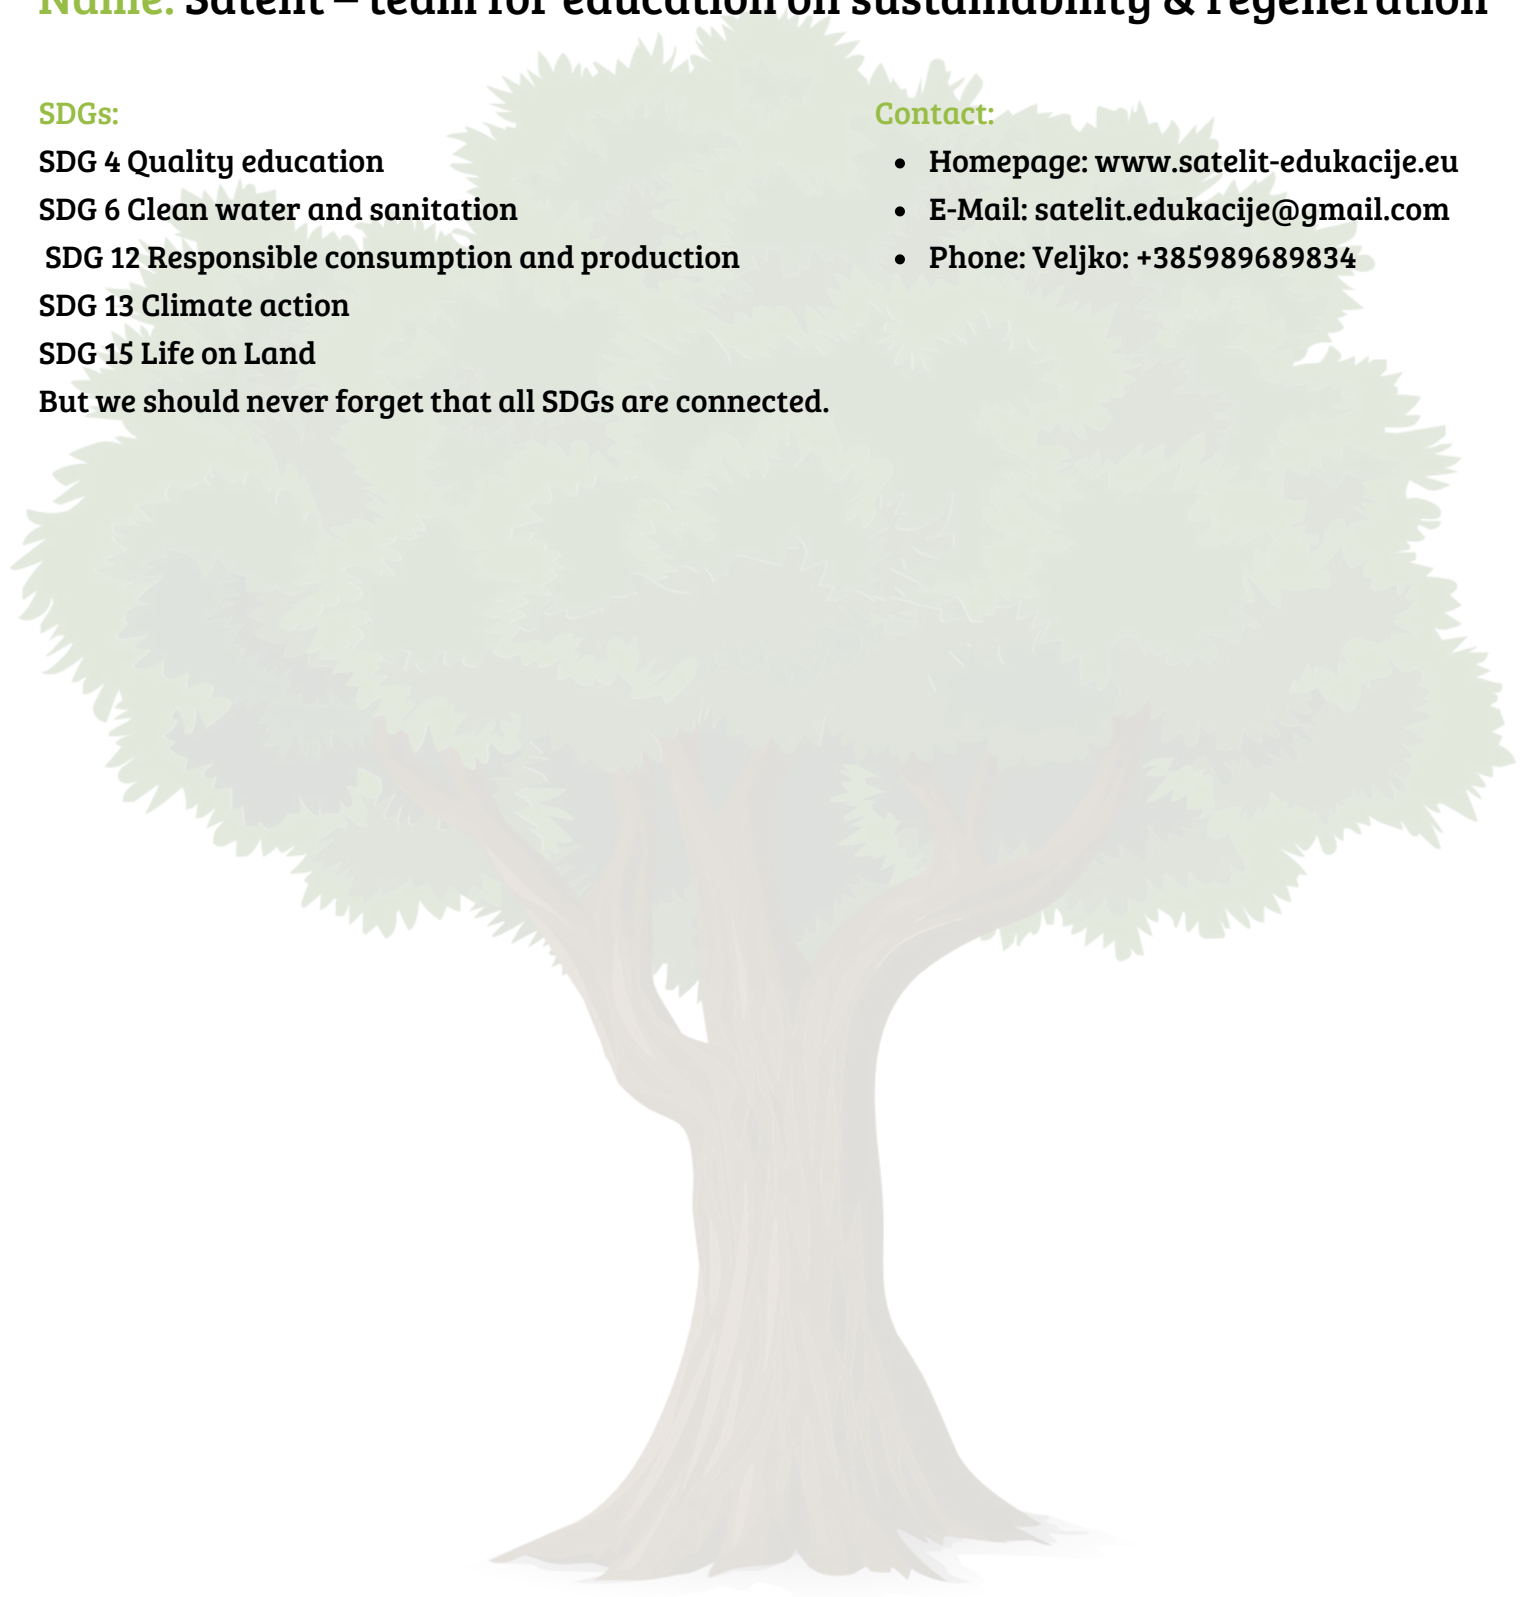 Name: Satelit – team for education on sustainability & regeneration
SDGs:
SDG 4 Quality education
SDG 6 Clean water and sanitation
SDG 12 Responsible consumption and production
SDG 13 Climate action
SDG 15 Life on Land
But we should never forget that all SDGs are connected.
Contact:
• Homepage: www.satelit-edukacije.eu
• E-Mail: satelit.edukacije@gmail.com
• Phone: Veljko: +385989689834